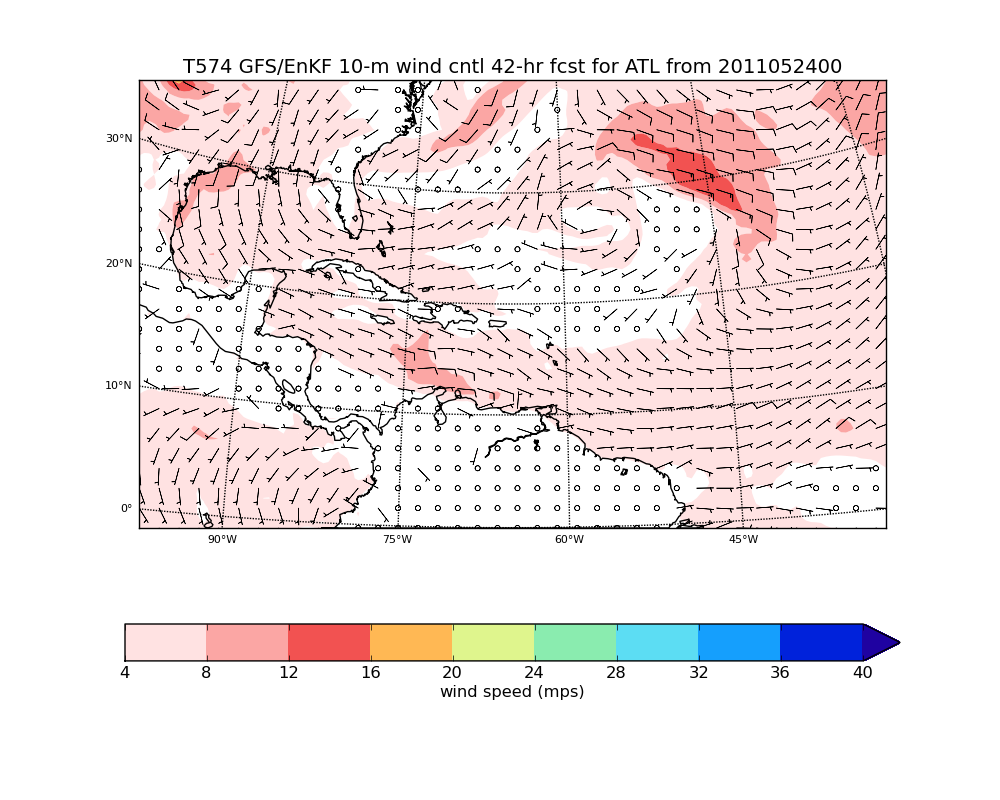 T574 GFS/EnKF 10-m wind cntl 42-hr fcst for ATL from 2011052400
30°N
20°N
10°N
0°
90°W 75°W 60°W 45°W
4 8 12 16 20 24 28 32 36 40
wind speed (mps)